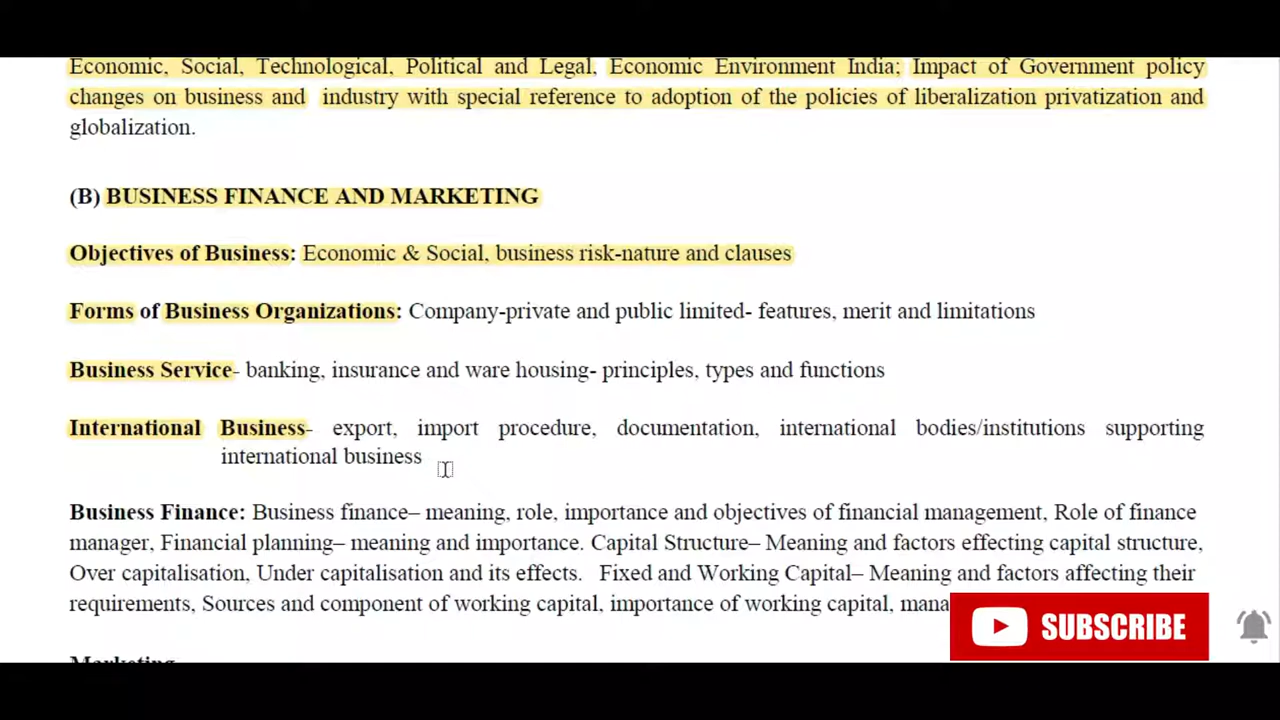 Economic, Social, Technological, Political and Legal, Economic Environment India; Impact of Government policy
changes on business and industry with special reference to adoption of the policies of liberalization privatization and
globalization.
(B) BUSINESS FINANCE AND MARKETING
Objectives of Business: Economic & Social, business risk-nature and clauses
Forms of Business Organizations: Company-private and public limited- features, merit and limitations
Business Service- banking, insurance and ware housing- principles, types and functions
International Business- export, import procedure, documentation, international bodies/institutions supporting
international business
Business Finance: Business finance– meaning, role, importance and objectives of financial management, Role of finance
manager, Financial planning– meaning and importance. Capital Structure– Meaning and factors effecting capital structure,
Over capitalisation, Under capitalisation and its effects. Fixed and Working Capital– Meaning and factors affecting their
requirements, Sources and component of working capital, importance of working capital,
SUBSCRIBE
Marketing